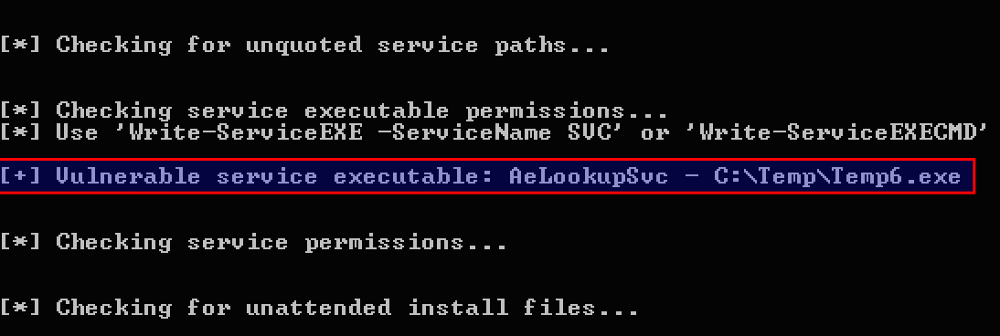 [*] Checking for unquoted service paths...
[*] Checking service executable permissions...
[*] Use 'Write-ServiceEXE -ServiceName SVC' or 'Write-ServiceEXECMD'
[+] Vulnerable service executable: AeLookupSvc - C:\Temp\Temp6.exe
[*] Checking service permissions...
[*] Checking for unattended install files...